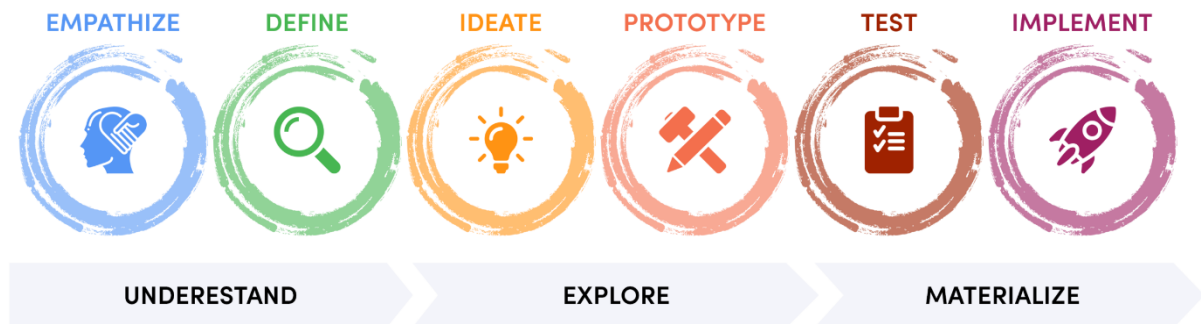 EMPATHIZE DEFINE IDEATE PROTOTYPE TEST IMPLEMENT
UNDERESTAND EXPLORE MATERIALIZE